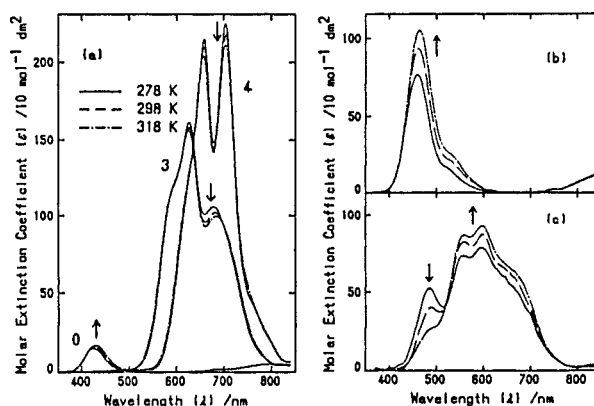 Molar Extinction Coefficient (ε) /10 mol⁻¹ dm²
200
150
100
50
0
(a)
278 K
298 K
318 K
0
3
4
400 500 600 700 800
Wavelength (λ) /nm
Molar Extinction Coefficient (ε) /10 mol⁻¹ dm²
100
50
0
(b)
100
50
0
(c)
400 500 600 700 800
Wavelength (λ) /nm